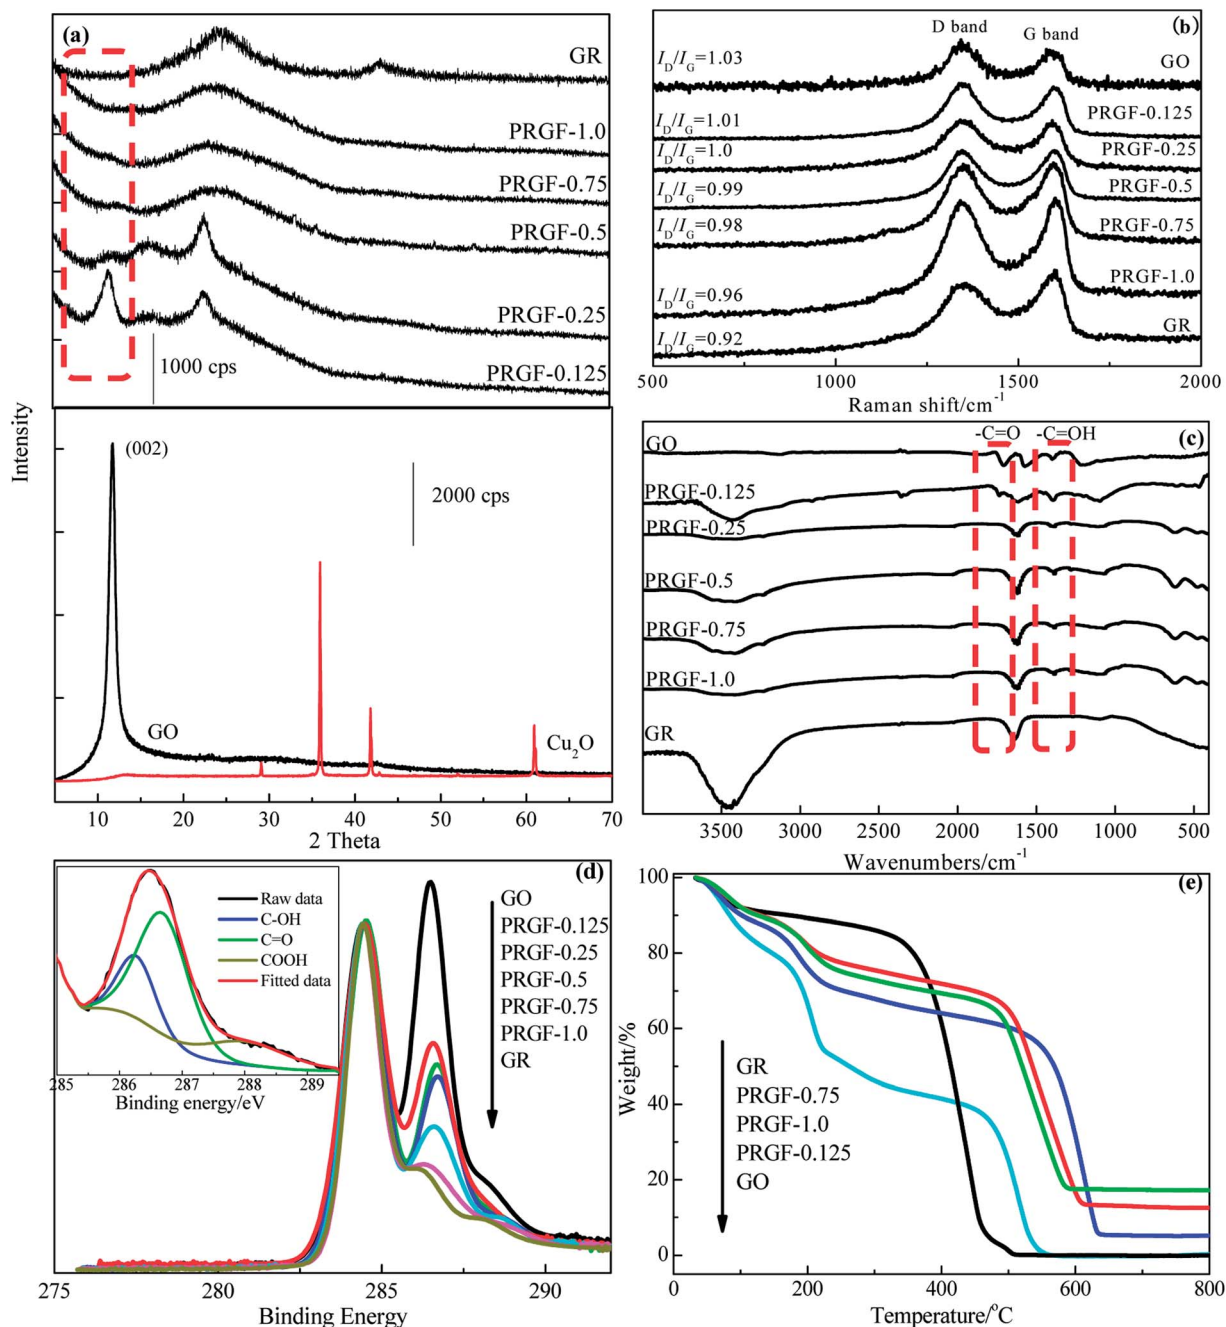 (a)
GR
PRGF-1.0
PRGF-0.75
PRGF-0.5
PRGF-0.25
PRGF-0.125
1000 cps
Intensity
(002)
2000 cps
GO
Cu2O
10 20 30 40 50 60 70
2 Theta
(b)
D band
G band
ID/IG=1.03
GO
ID/IG=1.01
PRGF-0.125
ID/IG=1.0
PRGF-0.25
ID/IG=0.99
PRGF-0.5
ID/IG=0.98
PRGF-0.75
ID/IG=0.96
PRGF-1.0
ID/IG=0.92
GR
500 1000 1500 2000
Raman shift/cm-1
(c)
-C=O
-C=OH
GO
PRGF-0.125
PRGF-0.25
PRGF-0.5
PRGF-0.75
PRGF-1.0
GR
3500 3000 2500 2000 1500 1000 500
Wavenumbers/cm-1
(d)
Raw data
C-OH
C=O
COOH
Fitted data
285 286 287 288 289
Binding energy/eV
GO
PRGF-0.125
PRGF-0.25
PRGF-0.5
PRGF-0.75
PRGF-1.0
GR
275 280 285 290
Binding Energy
(e)
100
80
60
40
20
0
Weight/%
GR
PRGF-0.75
PRGF-1.0
PRGF-0.125
GO
0 200 400 600 800
Temperature/oC